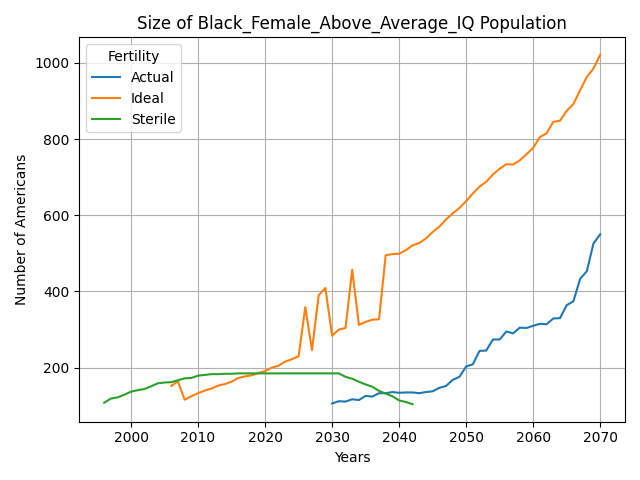 Size of Black_Female_Above_Average_IQ Population
Fertility
Actual
Ideal
Sterile
Number of Americans
1000
800
600
400
200
2000 2010 2020 2030 2040 2050 2060 2070
Years